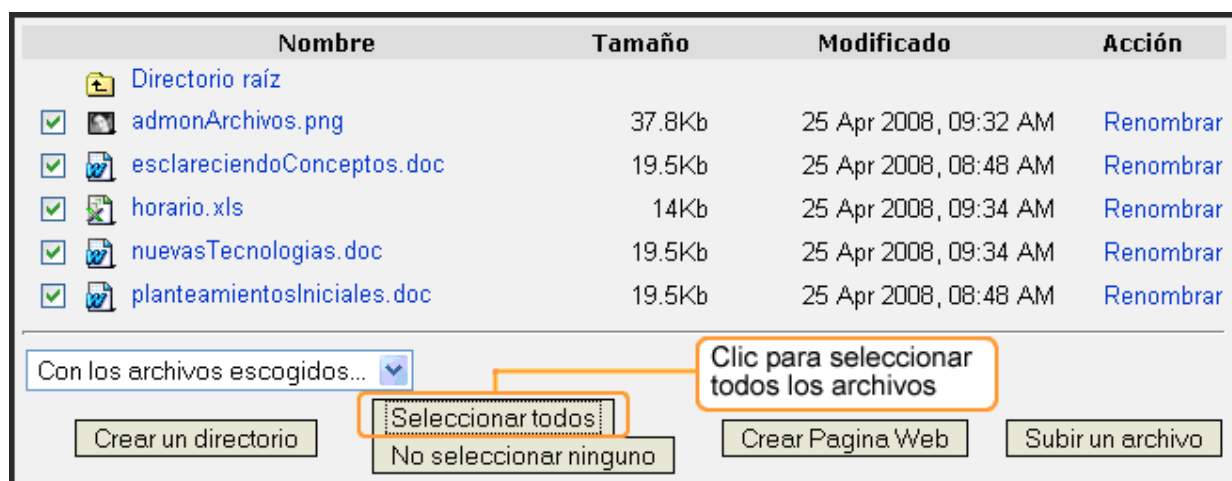 Nombre Tamaño Modificado Acción
Directorio raíz
admonArchivos.png 37.8Kb 25 Apr 2008, 09:32 AM Renombrar
esclareciendoConceptos.doc 19.5Kb 25 Apr 2008, 08:48 AM Renombrar
horario.xls 14Kb 25 Apr 2008, 09:34 AM Renombrar
nuevasTecnologias.doc 19.5Kb 25 Apr 2008, 09:34 AM Renombrar
planteamientosIniciales.doc 19.5Kb 25 Apr 2008, 08:48 AM Renombrar
Con los archivos escogidos...
Clic para seleccionar
todos los archivos
Seleccionar todos
Crear un directorio
No seleccionar ninguno
Crear Pagina Web
Subir un archivo